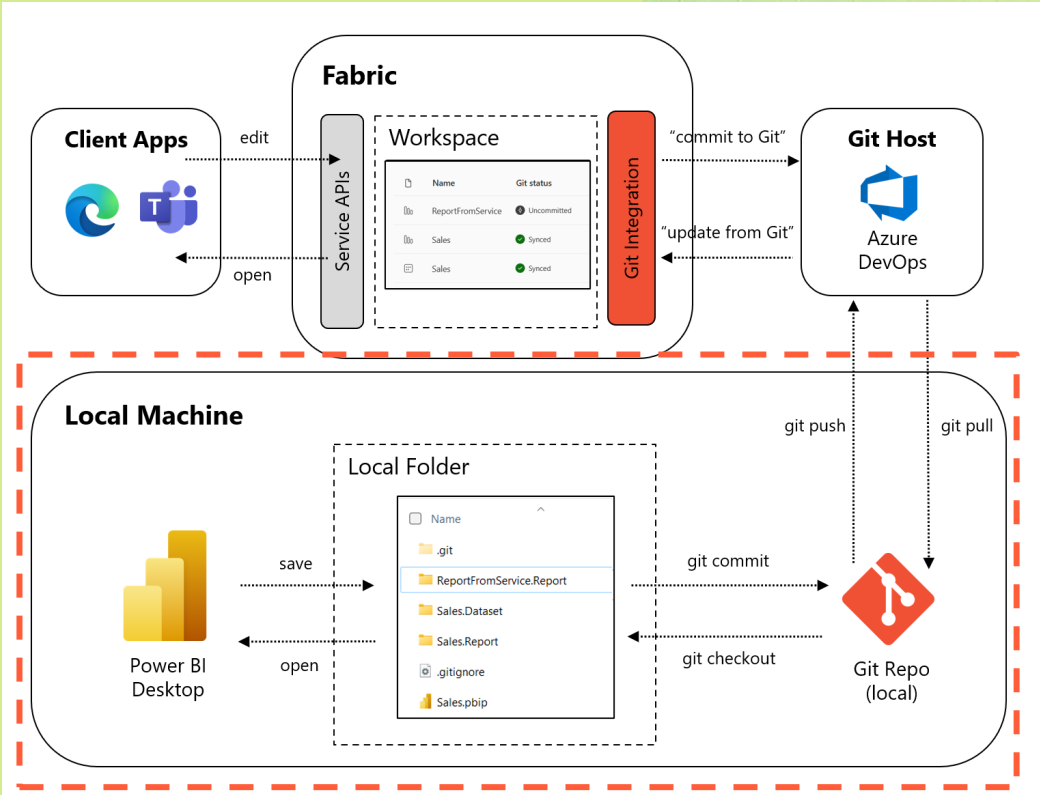 Fabric
Client Apps
edit
open
Service APIs
Workspace
Name Git status
ReportFromService Uncommitted
Sales Synced
Sales Synced
Git Integration
“commit to Git”
“update from Git”
Git Host
Azure
DevOps
T
Local Machine
git push
git pull
Local Folder
Name
.git
ReportFromService.Report
Sales.Dataset
Sales.Report
.gitignore
Sales.pbip
save
open
Power BI
Desktop
git commit
git checkout
Git Repo
(local)